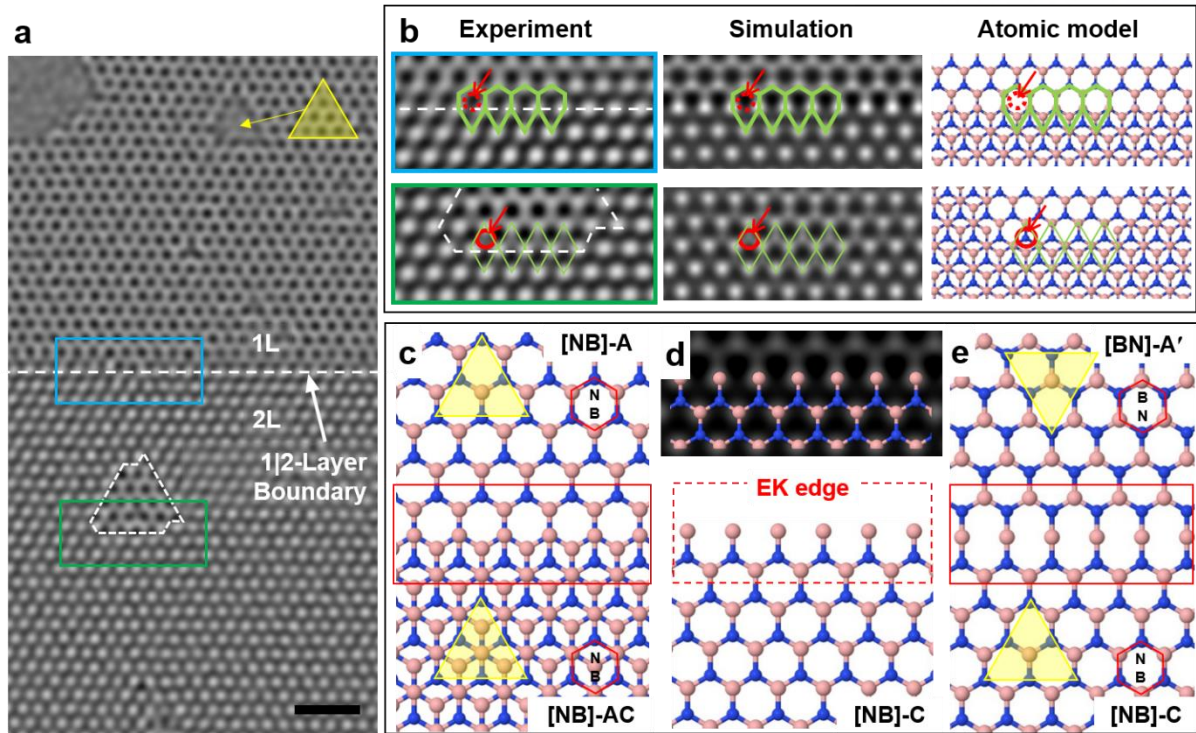 a
1L
2L
1|2-Layer
Boundary
b
Experiment
Simulation
Atomic model
c
[NB]-A
N
B
N
B
[NB]-AC
d
EK edge
[NB]-C
e
[BN]-A′
B
N
N
B
[NB]-C